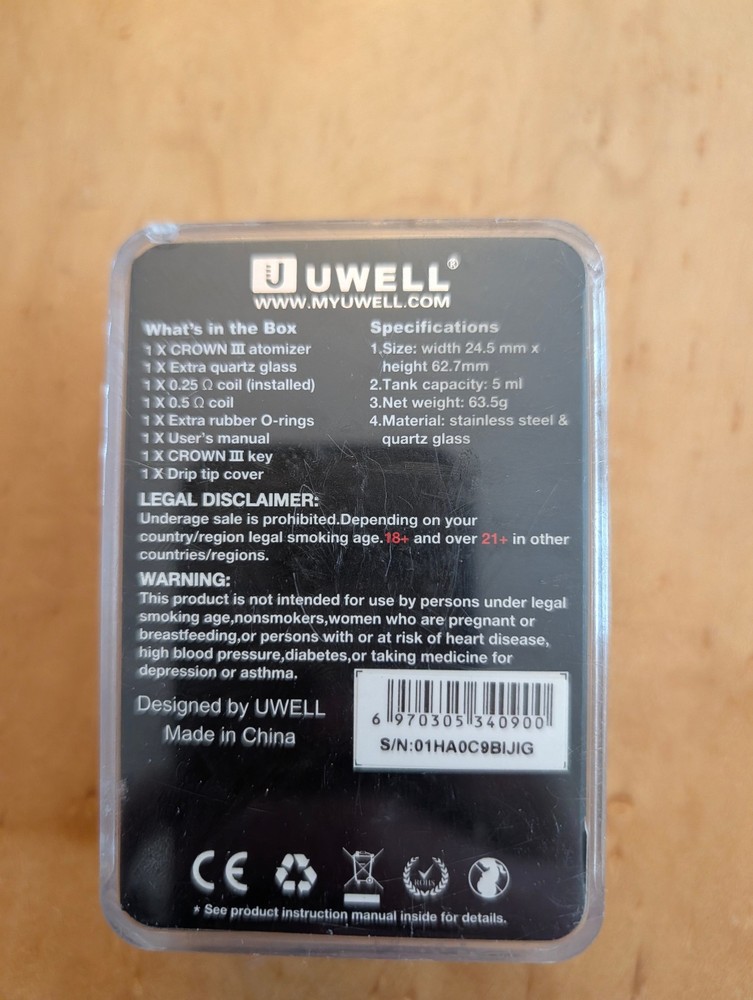 U UWELL®
WWW.MYUWELL.COM
What's in the Box
1 X CROWN III atomizer
1 X Extra quartz glass
1 X 0.25 Ω coil (installed)
1 X 0.5 Ω coil
1 X Extra rubber O-rings
1 X User's manual
1 X CROWN III key
1 X Drip tip cover
Specifications
1.Size: width 24.5 mm x
height 62.7mm
2.Tank capacity: 5 ml
3.Net weight: 63.5g
4.Material: stainless steel &
quartz glass
LEGAL DISCLAIMER:
Underage sale is prohibited.Depending on your
country/region legal smoking age.18+ and over 21+ in other
countries/regions.
WARNING:
This product is not intended for use by persons under legal
smoking age,nonsmokers,women who are pregnant or
breastfeeding,or persons with or at risk of heart disease,
high blood pressure,diabetes,or taking medicine for
depression or asthma.
Designed by UWELL
Made in China
6 970305 340900
S/N:01HA0C9BIJIG
CE
ROHS
* See product instruction manual inside for details.